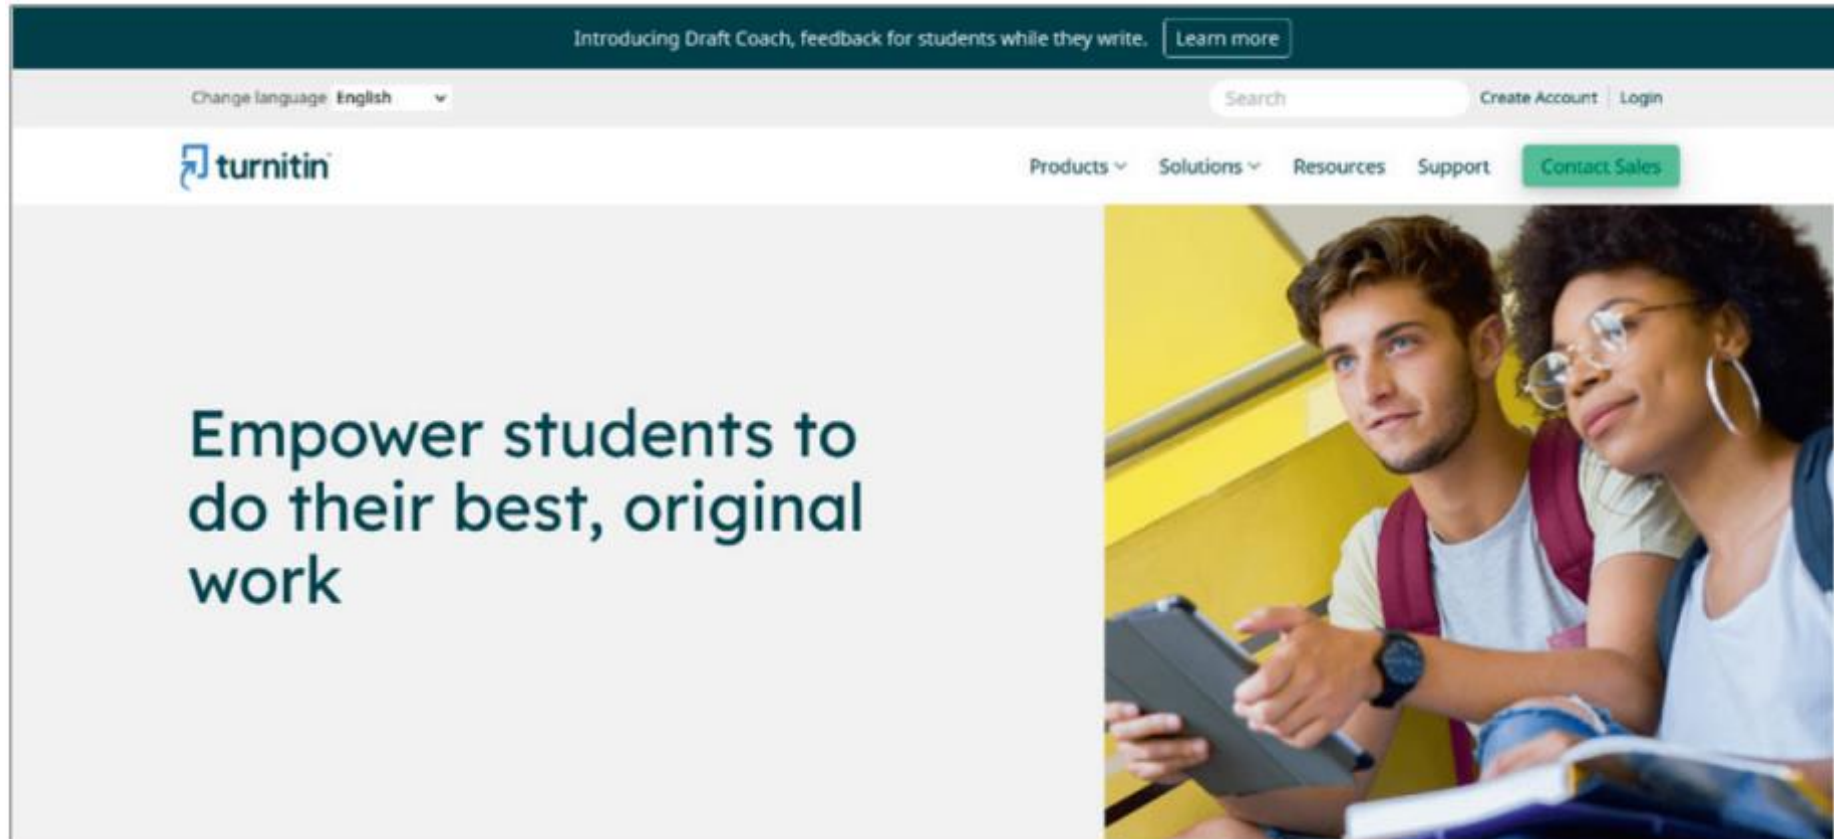 Introducing Draft Coach, feedback for students while they write. Learn more
Change language English Search Create Account Login
turnitin Products Solutions Resources Support Contact Sales
Empower students to
do their best, original
work